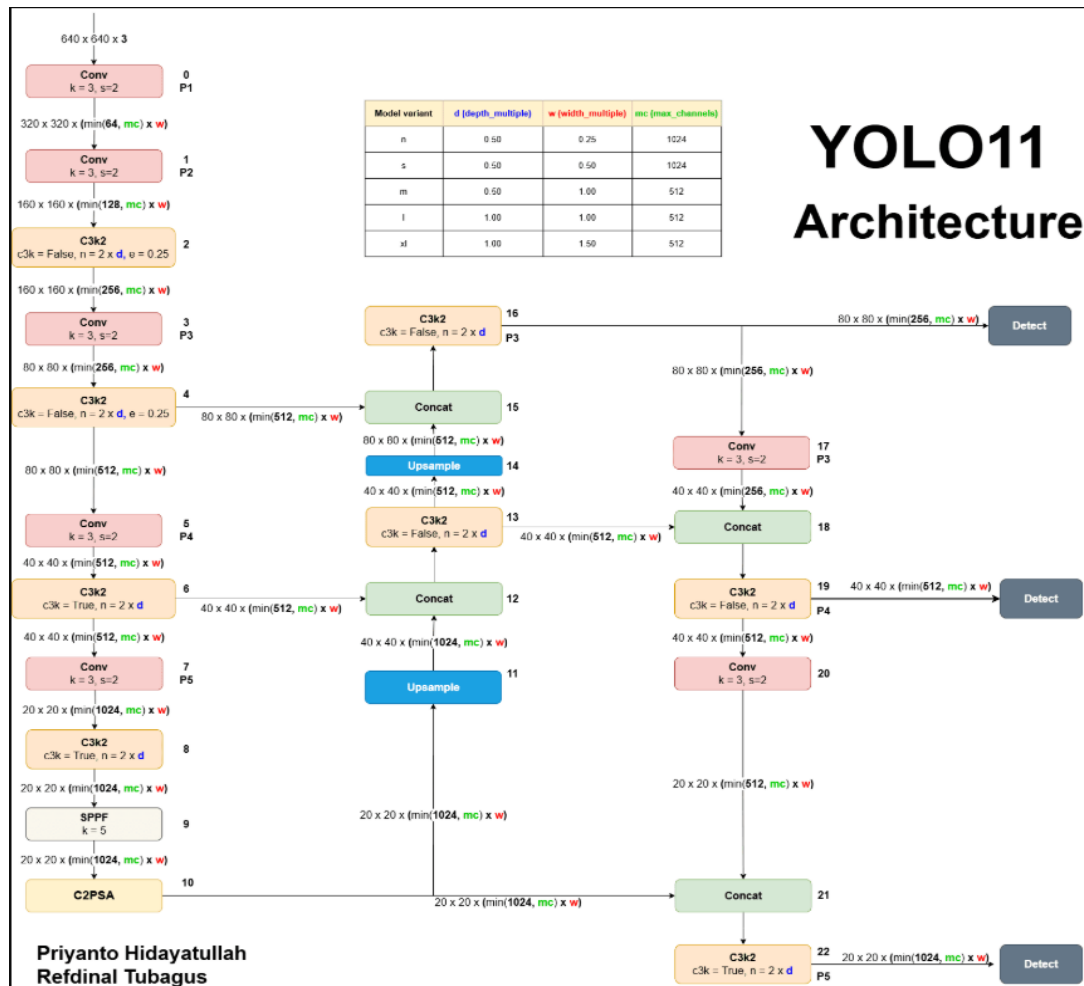 640 x 640 x 3
Conv
k = 3, s=2
0
P1
320 x 320 x (min(64, mc) x w)
Conv
k = 3, s=2
1
P2
160 x 160 x (min(128, mc) x w)
C3k2
c3k = False, n = 2 x d, e = 0.25
2
160 x 160 x (min(256, mc) x w)
Conv
k = 3, s=2
3
P3
80 x 80 x (min(256, mc) x w)
C3k2
c3k = False, n = 2 x d, e = 0.25
4
80 x 80 x (min(512, mc) x w)
80 x 80 x (min(512, mc) x w)
Conv
k = 3, s=2
5
P4
40 x 40 x (min(512, mc) x w)
C3k2
c3k = True, n = 2 x d
6
40 x 40 x (min(512, mc) x w)
40 x 40 x (min(512, mc) x w)
Conv
k = 3, s=2
7
P5
20 x 20 x (min(1024, mc) x w)
C3k2
c3k = True, n = 2 x d
8
20 x 20 x (min(1024, mc) x w)
SPPF
k = 5
9
20 x 20 x (min(1024, mc) x w)
C2PSA
10
20 x 20 x (min(1024, mc) x w)
20 x 20 x (min(1024, mc) x w)
Priyanto Hidayatullah
Refdinal Tubagus
Model variant d (depth_multiple) w (width_multiple) mc (max_channels)
n 0.50 0.25 1024
s 0.50 0.50 1024
m 0.50 1.00 512
l 1.00 1.00 512
xl 1.00 1.50 512
YOLO11
Architecture
C3k2
c3k = False, n = 2 x d
16
P3
Concat
15
80 x 80 x (min(512, mc) x w)
Upsample
14
40 x 40 x (min(512, mc) x w)
C3k2
c3k = False, n = 2 x d
13
40 x 40 x (min(512, mc) x w)
Concat
12
40 x 40 x (min(1024, mc) x w)
Upsample
11
80 x 80 x (min(256, mc) x w)
Detect
80 x 80 x (min(256, mc) x w)
Conv
k = 3, s=2
17
P3
40 x 40 x (min(256, mc) x w)
Concat
18
C3k2
c3k = False, n = 2 x d
19
P4
40 x 40 x (min(512, mc) x w)
Detect
40 x 40 x (min(512, mc) x w)
Conv
k = 3, s=2
20
20 x 20 x (min(512, mc) x w)
Concat
21
C3k2
c3k = True, n = 2 x d
22
P5
20 x 20 x (min(1024, mc) x w)
Detect